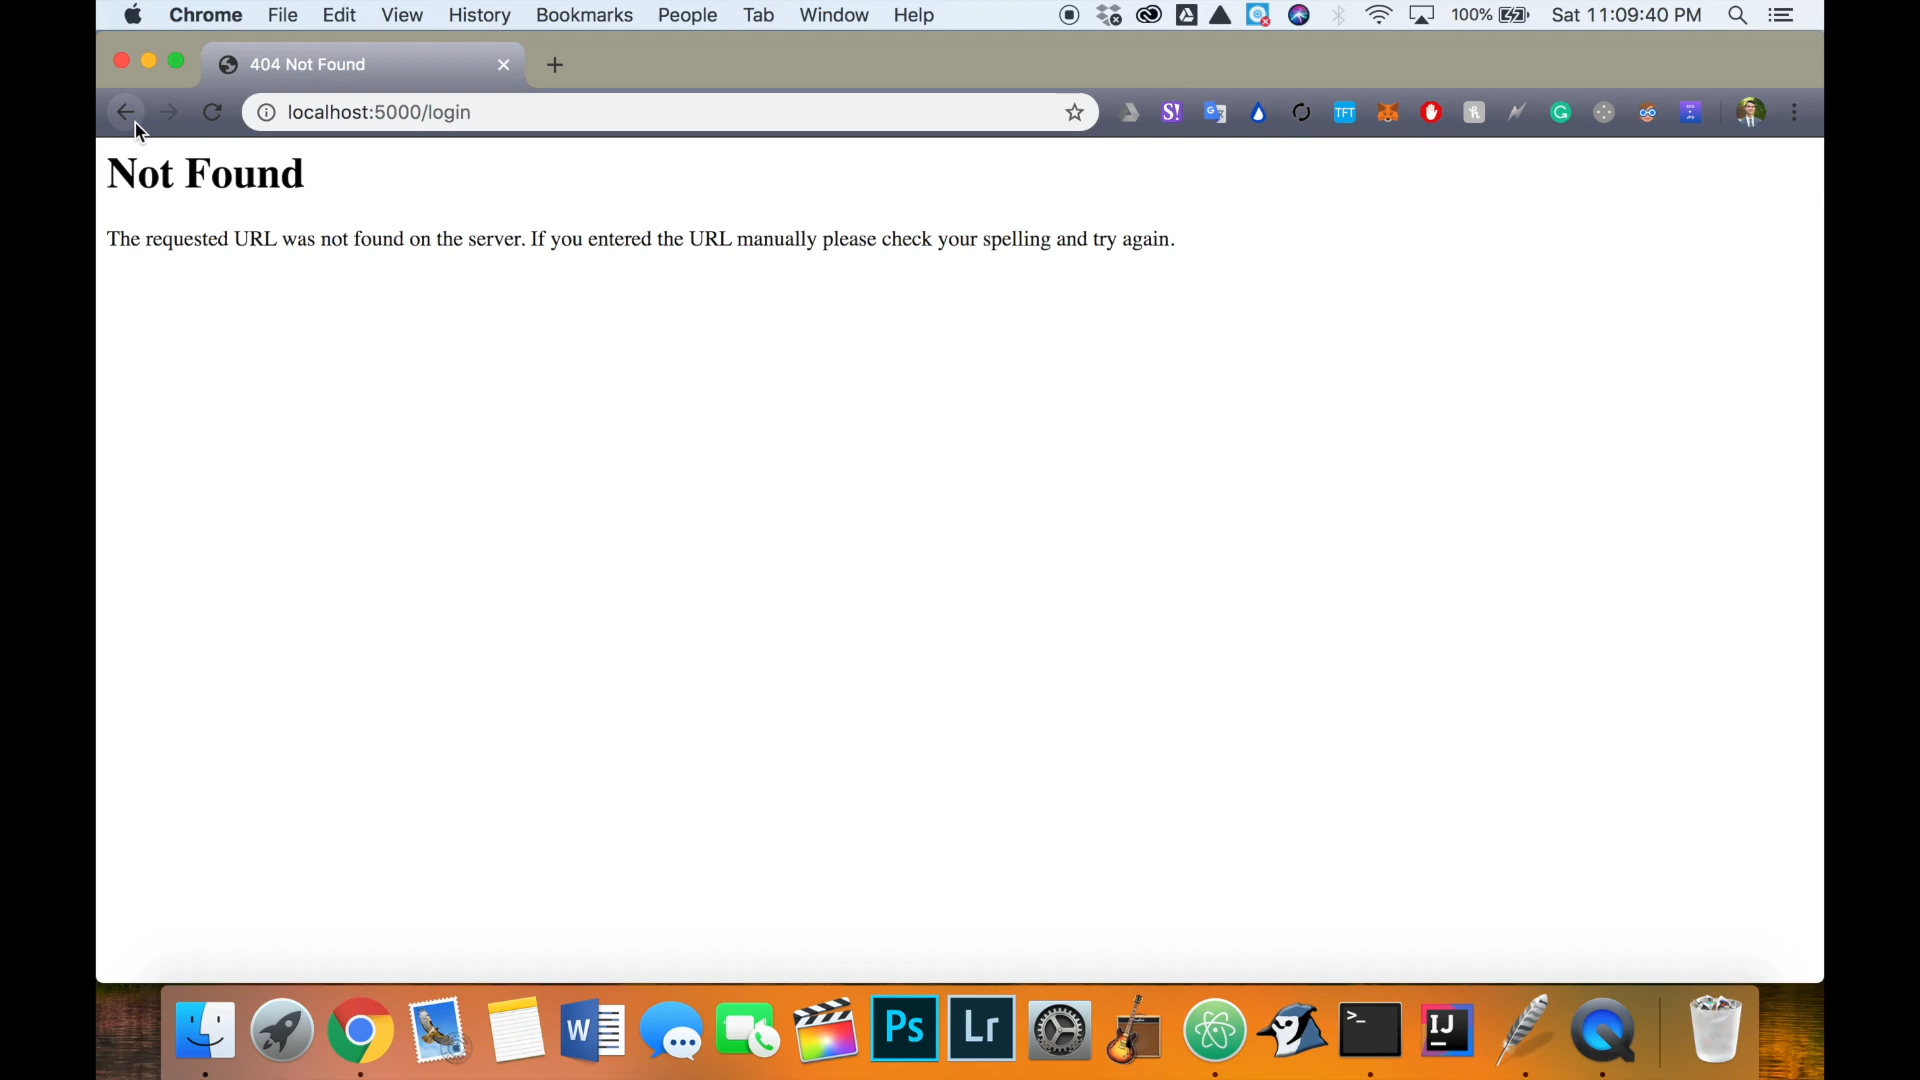 Chrome File Edit View History Bookmarks People Tab Window Help 100% Sat 11:09:40 PM
404 Not Found
localhost:5000/login
S! TFT
Not Found
The requested URL was not found on the server. If you entered the URL manually please check your spelling and try again.
W Ps Lr >_ IJ